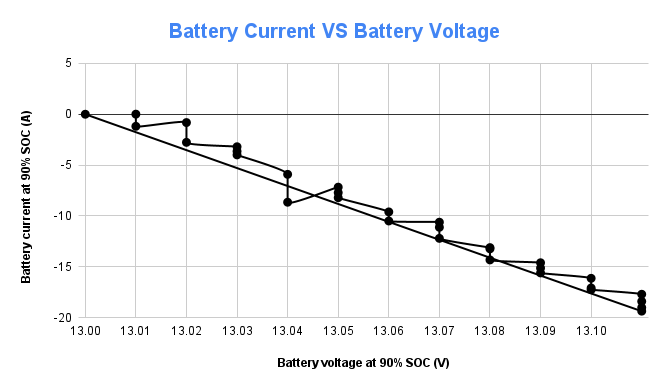 Battery Current VS Battery Voltage
Battery current at 90% SOC (A)
5
0
-5
-10
-15
-20
13.00 13.01 13.02 13.03 13.04 13.05 13.06 13.07 13.08 13.09 13.10
Battery voltage at 90% SOC (V)